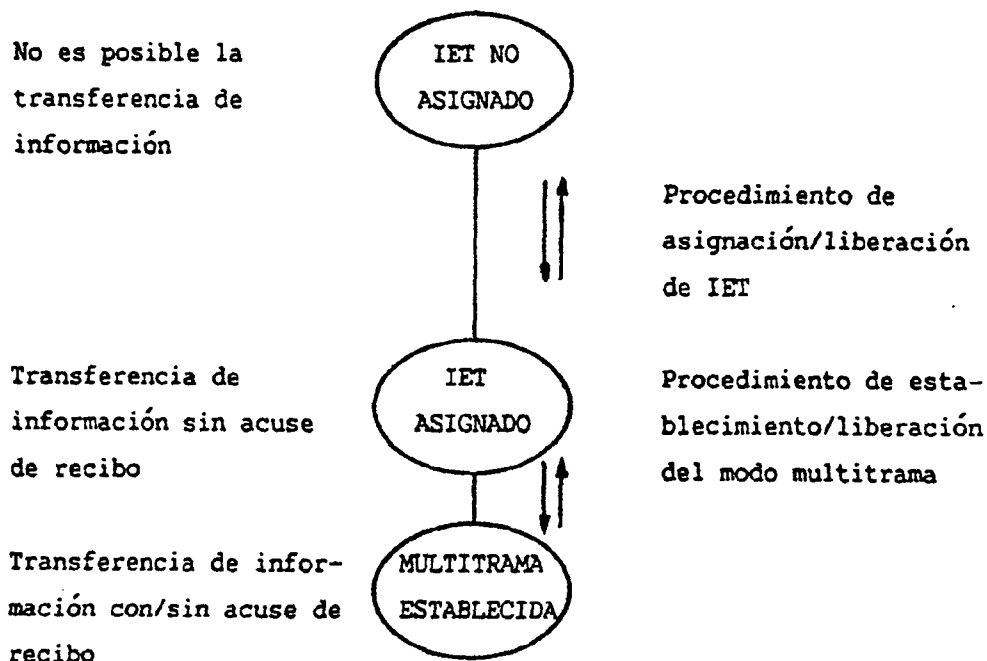 No es posible la
transferencia de
información
IET NO
ASIGNADO
Procedimiento de
asignación/liberación
de IET
Transferencia de
información sin acuse
de recibo
IET
ASIGNADO
Procedimiento de esta-
blecimiento/liberación
del modo multitrama
Transferencia de infor-
mación con/sin acuse de
recibo
MULTITRAMA
ESTABLECIDA